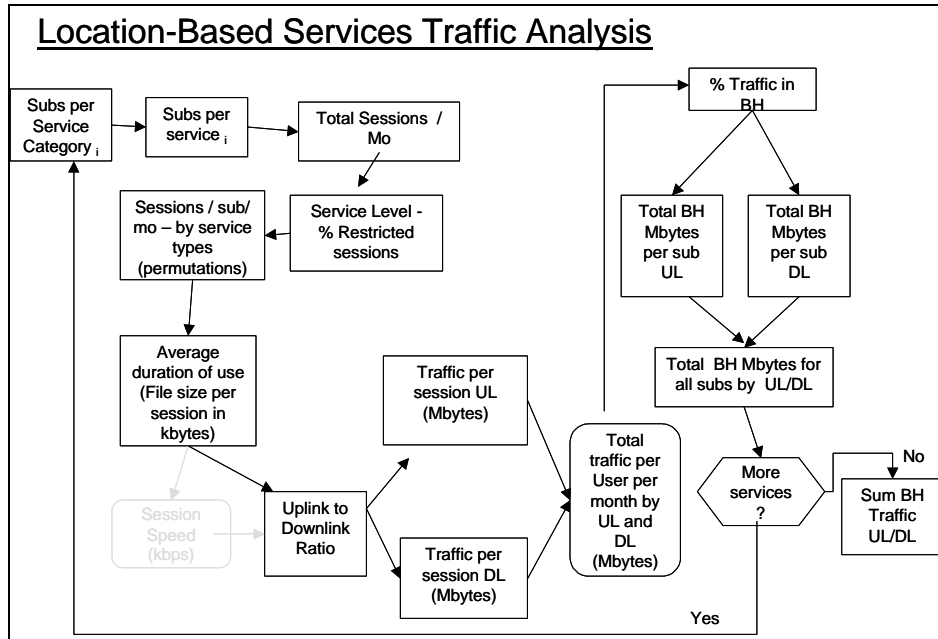 Location-Based Services Traffic Analysis
Subs per
Service
Category i
Subs per
service i
Total Sessions /
Mo
Sessions / sub/
mo – by service
types
(permutations)
Service Level -
% Restricted
sessions
Average
duration of use
(File size per
session in
kbytes)
Session
Speed
(kbps)
Uplink to
Downlink
Ratio
Traffic per
session UL
(Mbytes)
Traffic per
session DL
(Mbytes)
Total
traffic per
User per
month by
UL and
DL
(Mbytes)
% Traffic in
BH
Total BH
Mbytes
per sub
UL
Total BH
Mbytes
per sub
DL
Total BH Mbytes for
all subs by UL/DL
More
services
?
No
Sum BH
Traffic
UL/DL
Yes